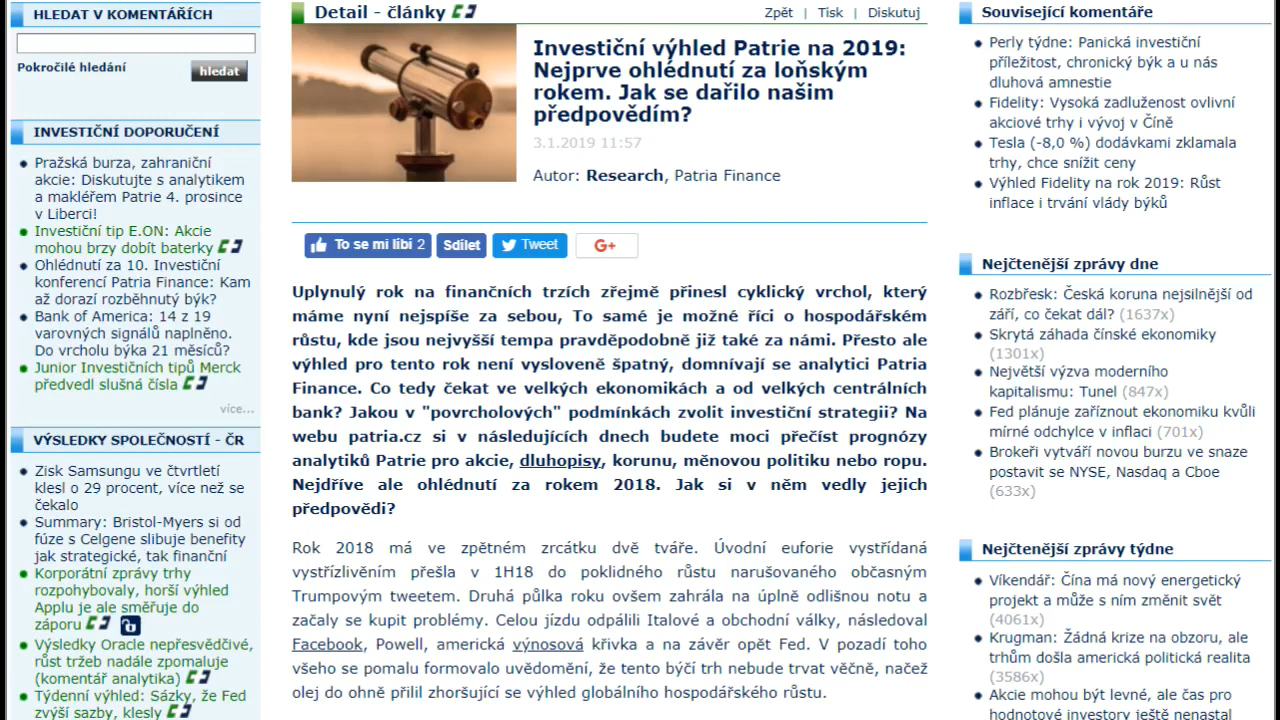 HLEDAT V KOMENTÁŘÍCH
Pokročilé hledání
hledat
INVESTIČNÍ DOPORUČENÍ
Pražská burza, zahraniční
akcie: Diskutujte s analytikem
a makléřem Patrie 4. prosince
v Liberci!
Investiční tip E.ON: Akcie
mohou brzy dobít baterky
Ohlédnutí za 10. Investiční
konferencí Patria Finance: Kam
až dorazí rozběhnutý býk?
Bank of America: 14 z 19
varovných signálů naplněno.
Do vrcholu býka 21 měsíců?
Junior Investičních tipů Merck
předvedl slušná čísla
více...
VÝSLEDKY SPOLEČNOSTÍ - ČR
Zisk Samsungu ve čtvrtletí
klesl o 29 procent, více než se
čekalo
Summary: Bristol-Myers si od
fúze s Celgene slibuje benefity
jak strategické, tak finanční
Korporátní zprávy trhy
rozpohybovaly, horší výhled
Applu je ale směřuje do
záporu
Výsledky Oracle nepřesvědčivé,
růst tržeb nadále zpomaluje
(komentář analytika)
Týdenní výhled: Sázky, že Fed
zvýší sazby, klesly
Detail - články
Zpět | Tisk | Diskutuj
Investiční výhled Patrie na 2019:
Nejprve ohlédnutí za loňským
rokem. Jak se dařilo našim
předpovědím?
3.1.2019 11:57
Autor: Research, Patria Finance
To se mi líbí 2
Sdílet
Tweet
G+
Uplynulý rok na finančních trzích zřejmě přinesl cyklický vrchol, který
máme nyní nejspíše za sebou, To samé je možné říci o hospodářském
růstu, kde jsou nejvyšší tempa pravděpodobně již také za námi. Přesto ale
výhled pro tento rok není vysloveně špatný, domnívají se analytici Patria
Finance. Co tedy čekat ve velkých ekonomikách a od velkých centrálních
bank? Jakou v "povrcholových" podmínkách zvolit investiční strategii? Na
webu patria.cz si v následujících dnech budete moci přečíst prognózy
analytiků Patrie pro akcie, dluhopisy, korunu, měnovou politiku nebo ropu.
Nejdříve ale ohlédnutí za rokem 2018. Jak si v něm vedly jejich
předpovědi?
Rok 2018 má ve zpětném zrcátku dvě tváře. Úvodní euforie vystřídaná
vystřízlivěním přešla v 1H18 do poklidného růstu narušovaného občasným
Trumpovým tweetem. Druhá půlka roku ovšem zahrála na úplně odlišnou notu a
začaly se kupit problémy. Celou jízdu odpálili Italové a obchodní války, následoval
Facebook, Powell, americká výnosová křivka a na závěr opět Fed. V pozadí toho
všeho se pomalu formovalo uvědomění, že tento býčí trh nebude trvat věčně, načež
olej do ohně přilil zhoršující se výhled globálního hospodářského růstu.
Související komentáře
Perly týdne: Panická investiční
příležitost, chronický býk a u nás
dluhová amnestie
Fidelity: Vysoká zadluženost ovlivní
akciové trhy i vývoj v Číně
Tesla (-8,0 %) dodávkami zklamala
trhy, chce snížit ceny
Výhled Fidelity na rok 2019: Růst
inflace i trvání vlády býků
Nejčtenější zprávy dne
Rozbřesk: Česká koruna nejsilnější od
září, co čekat dál? (1637x)
Skrytá záhada čínské ekonomiky
(1301x)
Největší výzva moderního
kapitalismu: Tunel (847x)
Fed plánuje zaříznout ekonomiku kvůli
mírné odchylce v inflaci (701x)
Brokeři vytváří novou burzu ve snaze
postavit se NYSE, Nasdaq a Cboe
(633x)
Nejčtenější zprávy týdne
Víkendář: Čína má nový energetický
projekt a může s ním změnit svět
(4061x)
Krugman: Žádná krize na obzoru, ale
trhům došla americká politická realita
(3586x)
Akcie mohou být levné, ale čas pro
hodnotové investory ještě nenastal